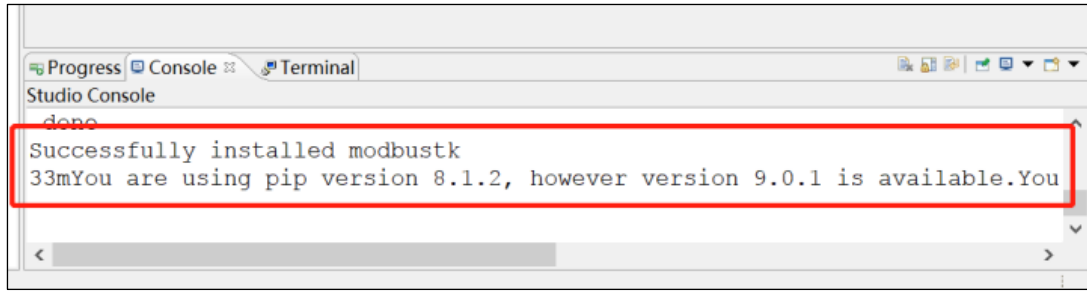 Progress Console Terminal
Studio Console
done
Successfully installed modbustk
33mYou are using pip version 8.1.2, however version 9.0.1 is available.You